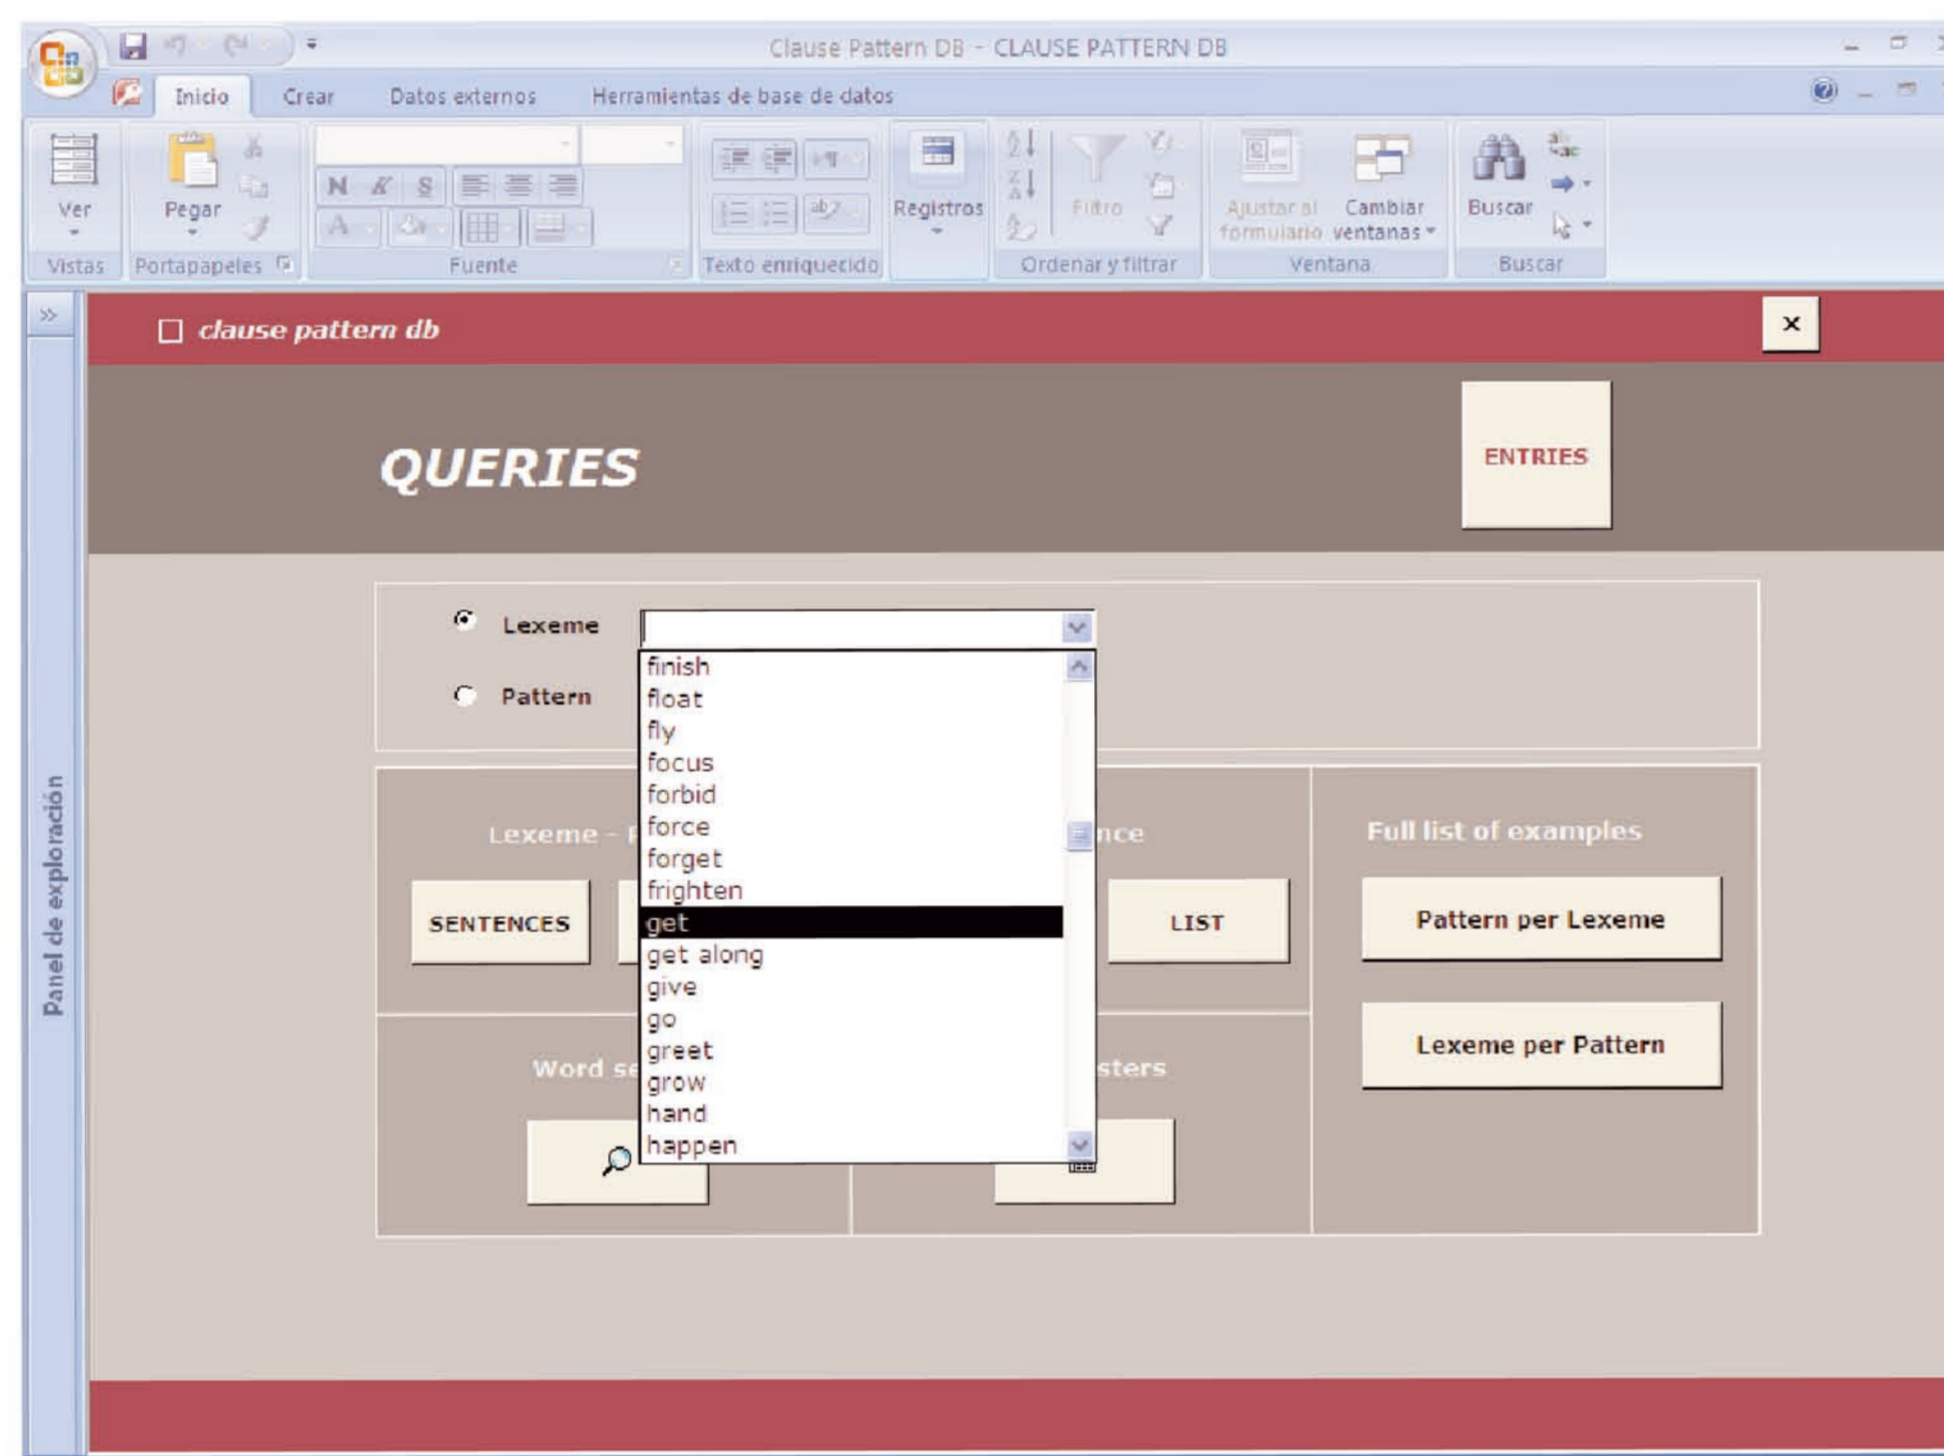 Clause Pattern DB - CLAUSE PATTERN DB
Inicio Crear Datos externos Herramientas de base de datos
Ver Pegar N K S A Registros Filtro Ajustar al formulario Cambiar ventanas Buscar
Vistas Portapapeles Fuente Texto enriquecido Ordenar y filtrar Ventana Buscar
clause pattern db
x
QUERIES
ENTRIES
Lexeme
Pattern
finish
float
fly
focus
forbid
force
forget
frighten
get
get along
give
go
greet
grow
hand
happen
Lexeme -
Full list of examples
SENTENCES
LIST
Pattern per Lexeme
Lexeme per Pattern
Word
Panel de exploración